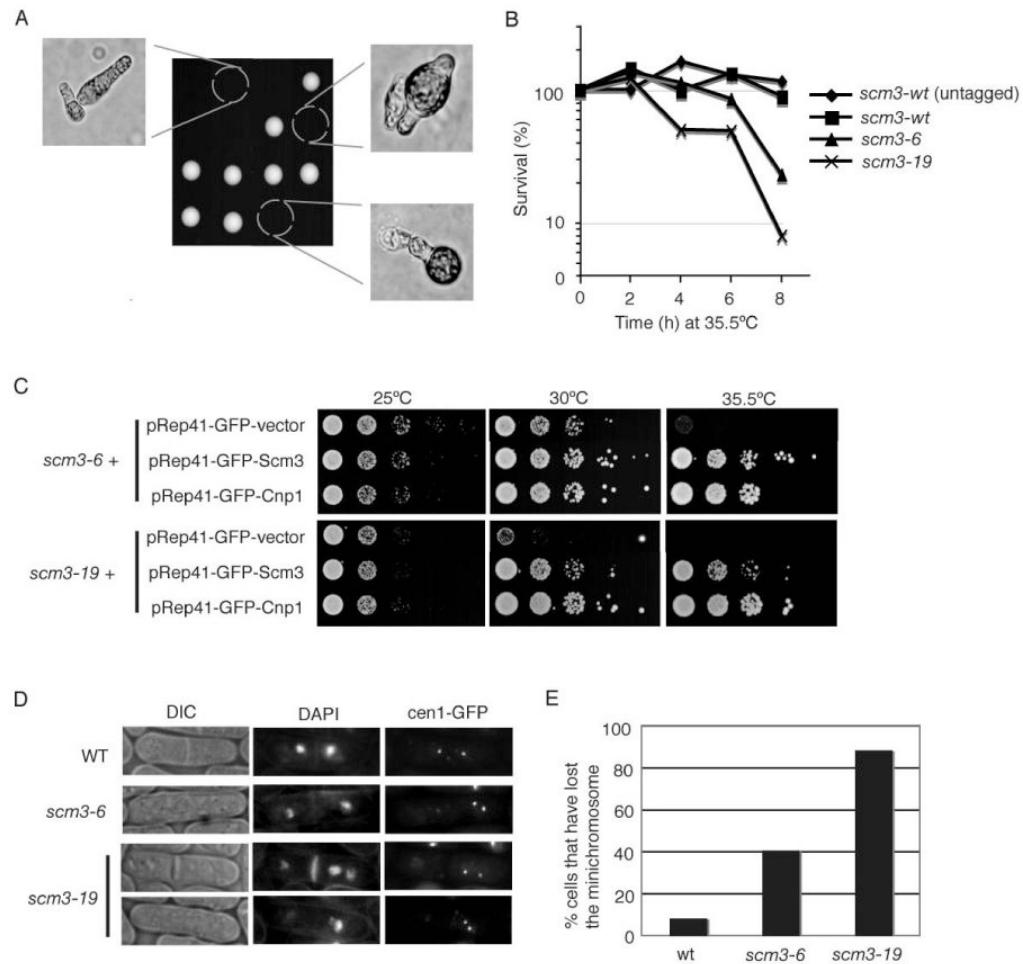 A
B
Survival (%)
100
10
0
0 2 4 6 8
Time (h) at 35.5ºC
scm3-wt (untagged)
scm3-wt
scm3-6
scm3-19
C
25ºC 30ºC 35.5ºC
scm3-6 +
pRep41-GFP-vector
pRep41-GFP-Scm3
pRep41-GFP-Cnp1
scm3-19 +
pRep41-GFP-vector
pRep41-GFP-Scm3
pRep41-GFP-Cnp1
D
DIC DAPI cen1-GFP
WT
scm3-6
scm3-19
E
% cells that have lost
the minichromosome
100
80
60
40
20
0
wt scm3-6 scm3-19